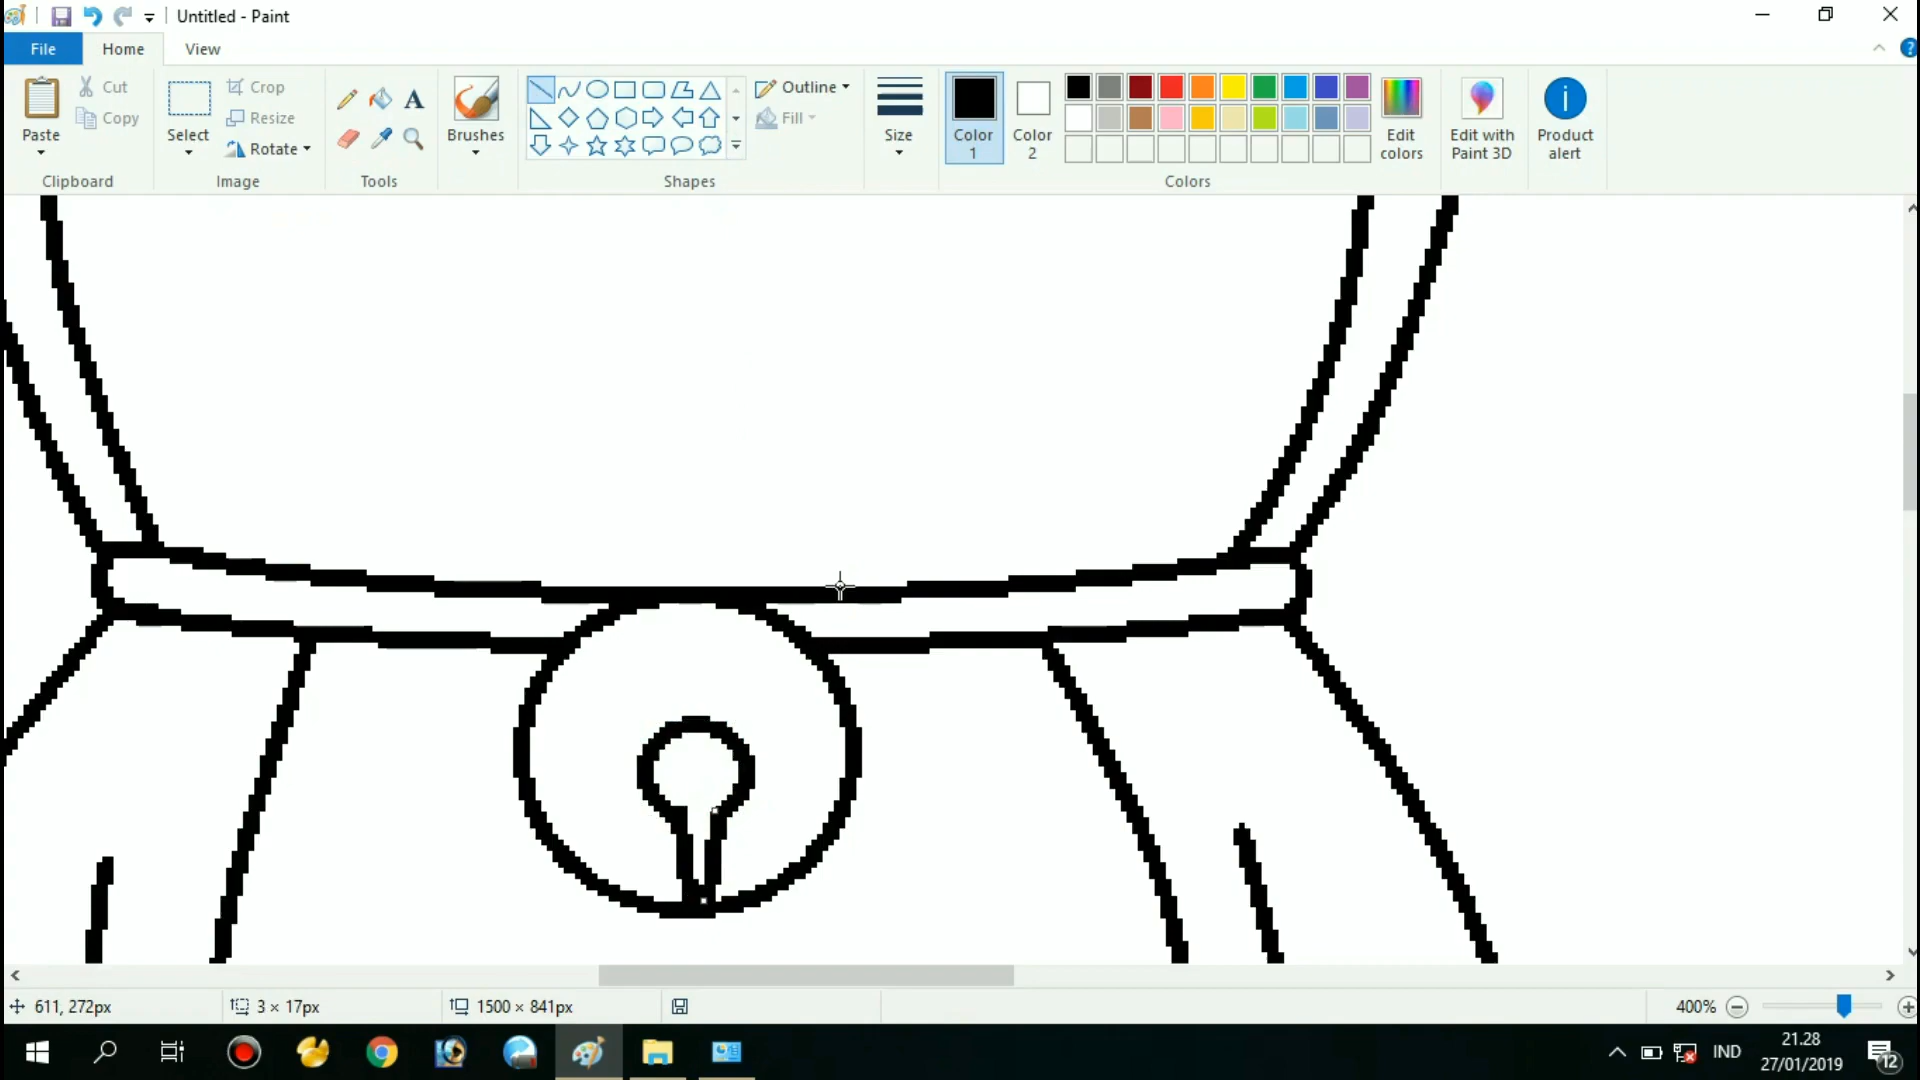 Untitled - Paint
File Home View
Paste
Cut
Copy
Clipboard
Select
Crop
Resize
Rotate
Image
A
Tools
Brushes
Outline
Fill
Shapes
Size
Color 1
Color 2
Edit colors
Colors
Edit with Paint 3D
Product alert
611, 272px
3 × 17px
1500 × 841px
400%
IND
21.28
27/01/2019
12